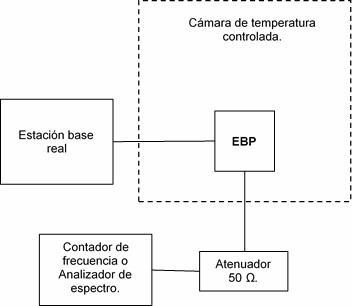 Cámara de temperatura
controlada.
Estación base
real
EBP
Contador de
frecuencia o
Analizador de
espectro.
Atenuador
50 Ω.